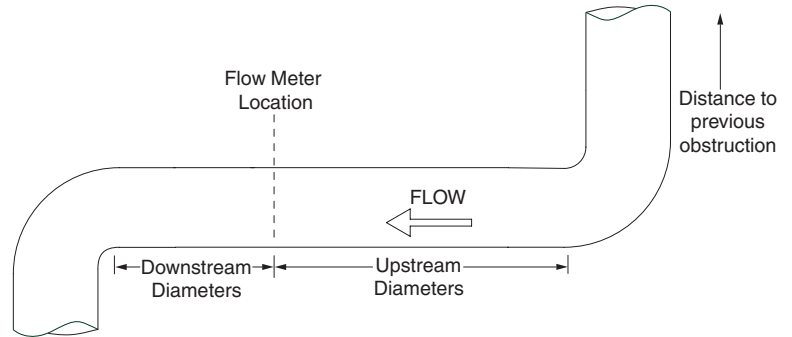 Flow Meter
Location
Distance to
previous
obstruction
FLOW
Downstream
Diameters
Upstream
Diameters